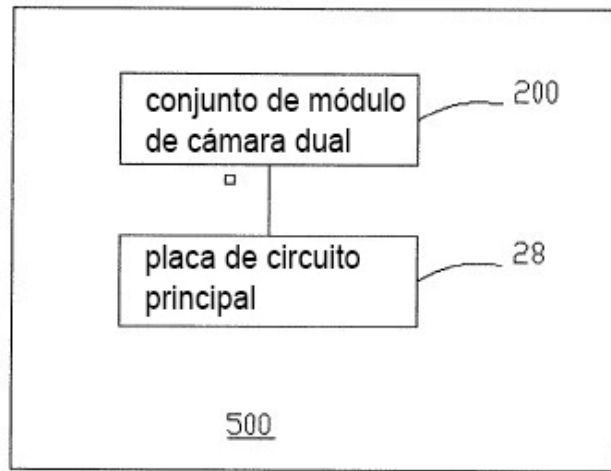 conjunto de módulo
200
de cámara dual
placa de circuito
28
principal
500